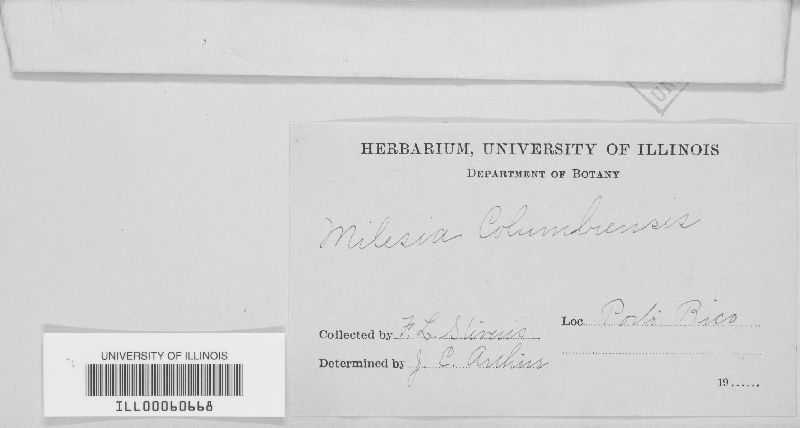 UN
HERBARIUM, UNIVERSITY OF ILLINOIS
DEPARTMENT OF BOTANY
Milesia Columbiensis
Collected by F. L. Stevens
Loc Porto Rico
Determined by J. C. Arthur
19......
UNIVERSITY OF ILLINOIS
ILL00060668